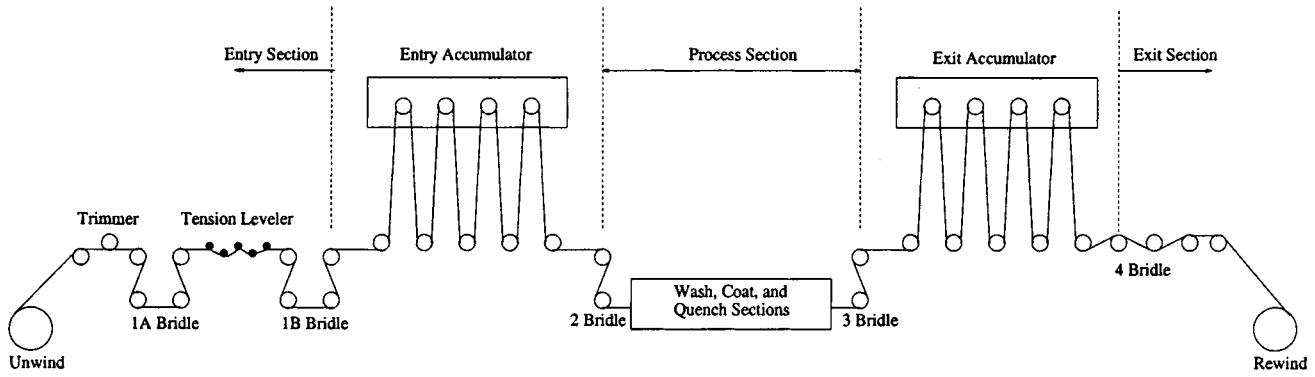 Entry Section
Entry Accumulator
Process Section
Exit Accumulator
Exit Section
Trimmer
Tension Leveler
1A Bridle
1B Bridle
2 Bridle
Wash, Coat, and
Quench Sections
3 Bridle
4 Bridle
Unwind
Rewind